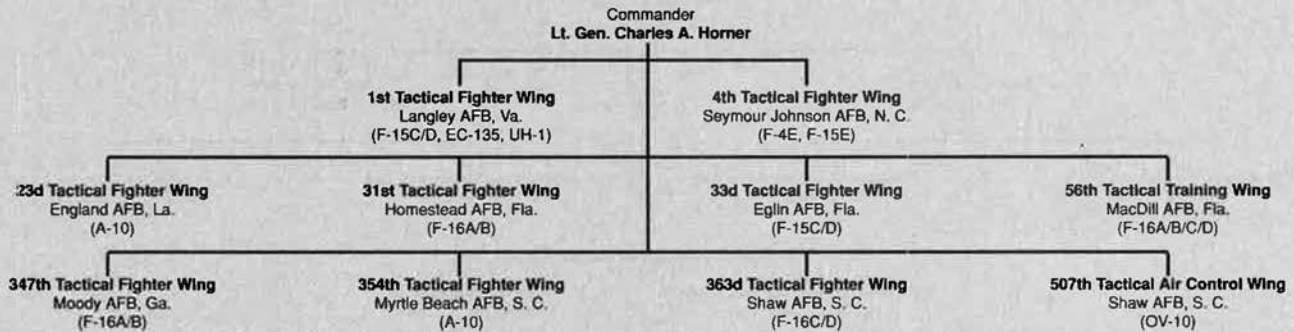 Commander
Lt. Gen. Charles A. Horner
1st Tactical Fighter Wing
Langley AFB, Va.
(F-15C/D, EC-135, UH-1)
4th Tactical Fighter Wing
Seymour Johnson AFB, N. C.
(F-4E, F-15E)
23d Tactical Fighter Wing
England AFB, La.
(A-10)
31st Tactical Fighter Wing
Homestead AFB, Fla.
(F-16A/B)
33d Tactical Fighter Wing
Eglin AFB, Fla.
(F-15C/D)
56th Tactical Training Wing
MacDill AFB, Fla.
(F-16A/B/C/D)
347th Tactical Fighter Wing
Moody AFB, Ga.
(F-16A/B)
354th Tactical Fighter Wing
Myrtle Beach AFB, S. C.
(A-10)
363d Tactical Fighter Wing
Shaw AFB, S. C.
(F-16C/D)
507th Tactical Air Control Wing
Shaw AFB, S. C.
(OV-10)